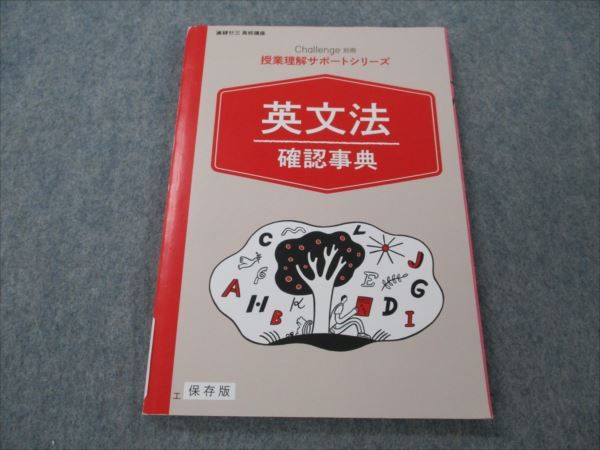 進研ゼミ 高校講座
Challenge 別冊
授業理解サポートシリーズ
英文法
確認事典
C L
A H B E D I G J
工 保存版